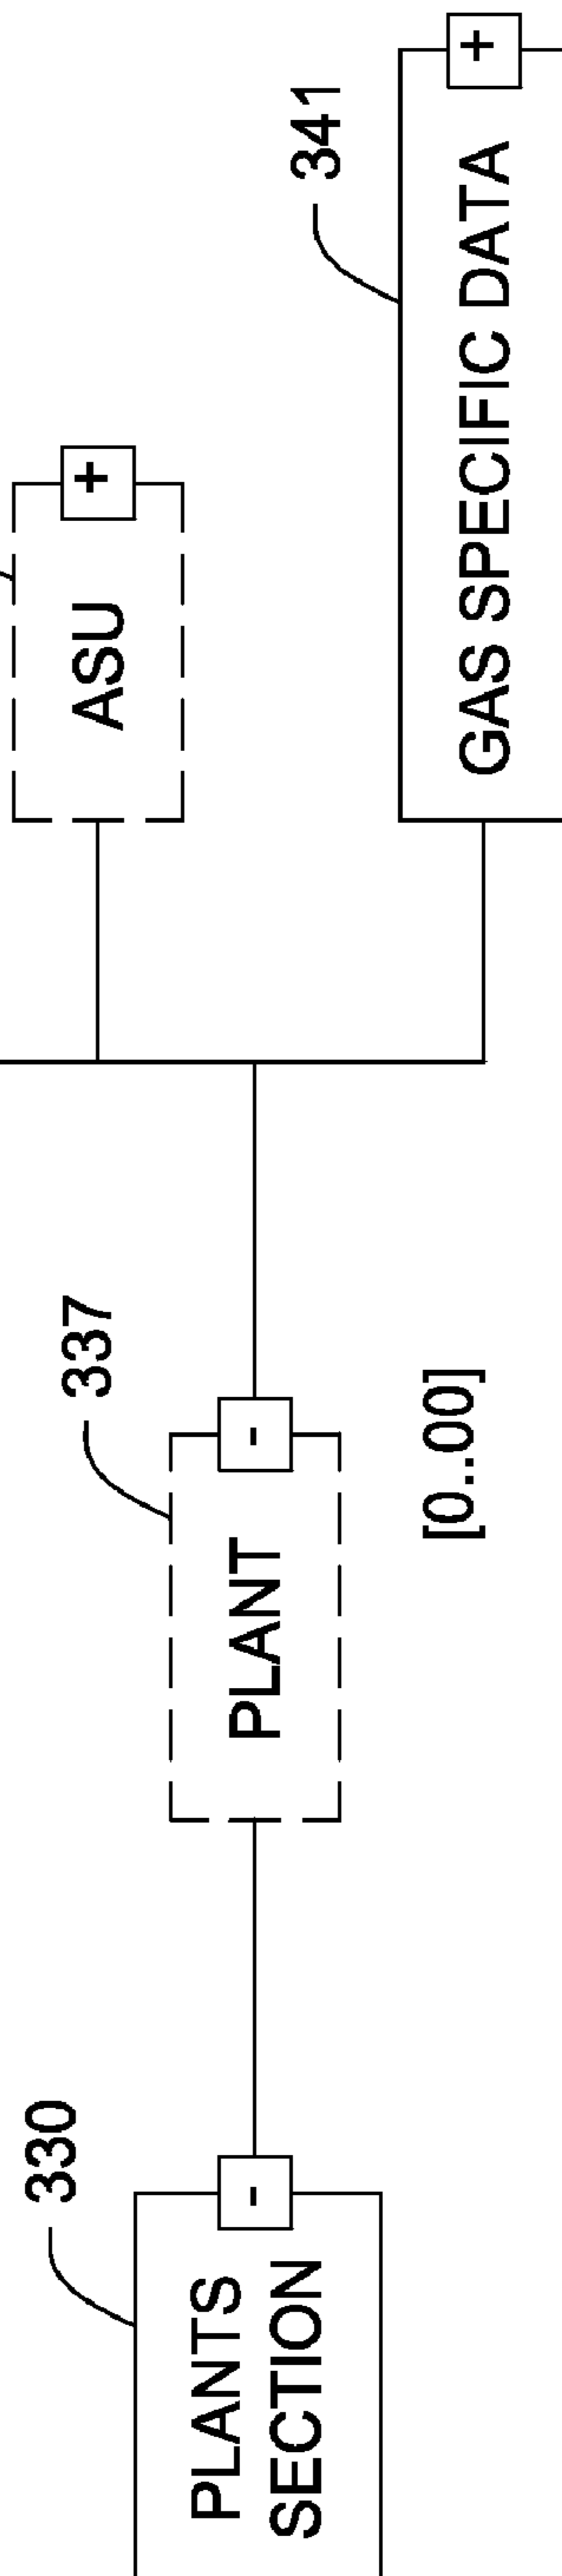 330
PLANTS
SECTION
-
337
PLANT
-
[0..00]
ASU
+
341
GAS SPECIFIC DATA
+